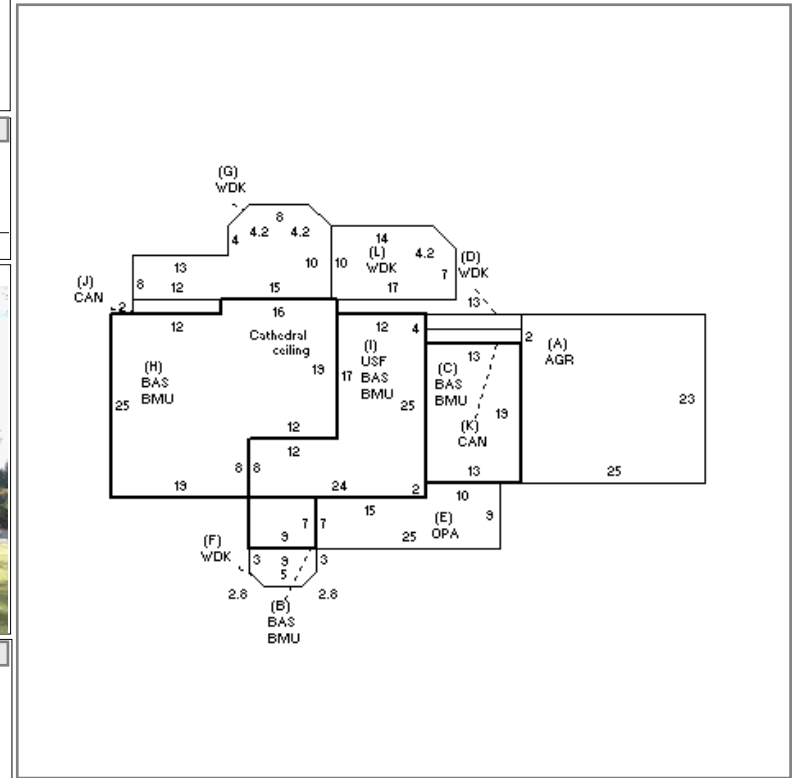 (G)
WDK
8
4.2 4.2
4
10
13
12
15
8
(J)
CAN
2
14
(L)
WDK
4.2
10
7
17
(D)
WDK
13
12
16
Cathedral
ceiling
19
12
4
(I)
USF
BAS
BMU
17
25
2
(A)
AGR
23
25
(H)
BAS
BMU
25
13
(C)
BAS
BMU
19
(K)
CAN
13
12
12
8 8
19
24
2
15
10
(E)
OPA
9
25
7 7
9
(F)
WDK
3
9
3
5
2.8
2.8
(B)
BAS
BMU